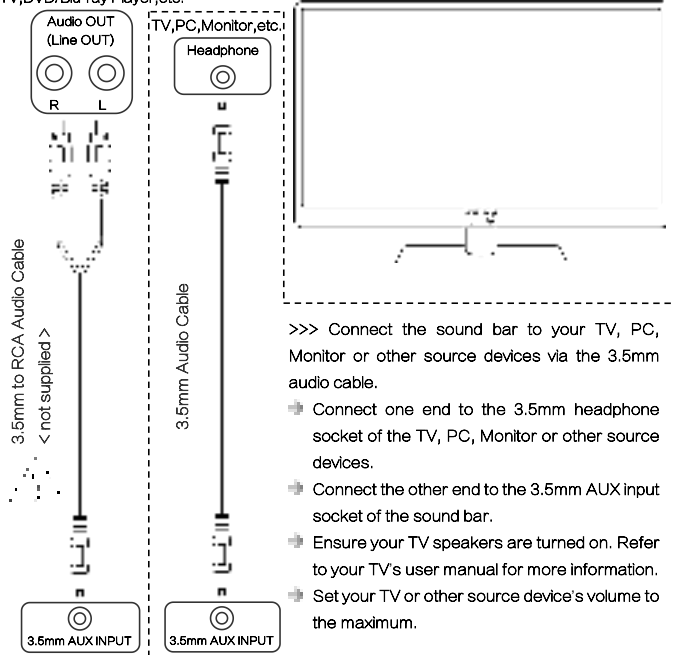 TV,DVD/Blu-ray Player,etc.
Audio OUT
(Line OUT)
R L
3.5mm to RCA Audio Cable
< not supplied >
3.5mm AUX INPUT
TV,PC,Monitor,etc.
Headphone
3.5mm Audio Cable
3.5mm AUX INPUT
>>> Connect the sound bar to your TV, PC,
Monitor or other source devices via the 3.5mm
audio cable.
Connect one end to the 3.5mm headphone
socket of the TV, PC, Monitor or other source
devices.
Connect the other end to the 3.5mm AUX input
socket of the sound bar.
Ensure your TV speakers are turned on. Refer
to your TV's user manual for more information.
Set your TV or other source device's volume to
the maximum.